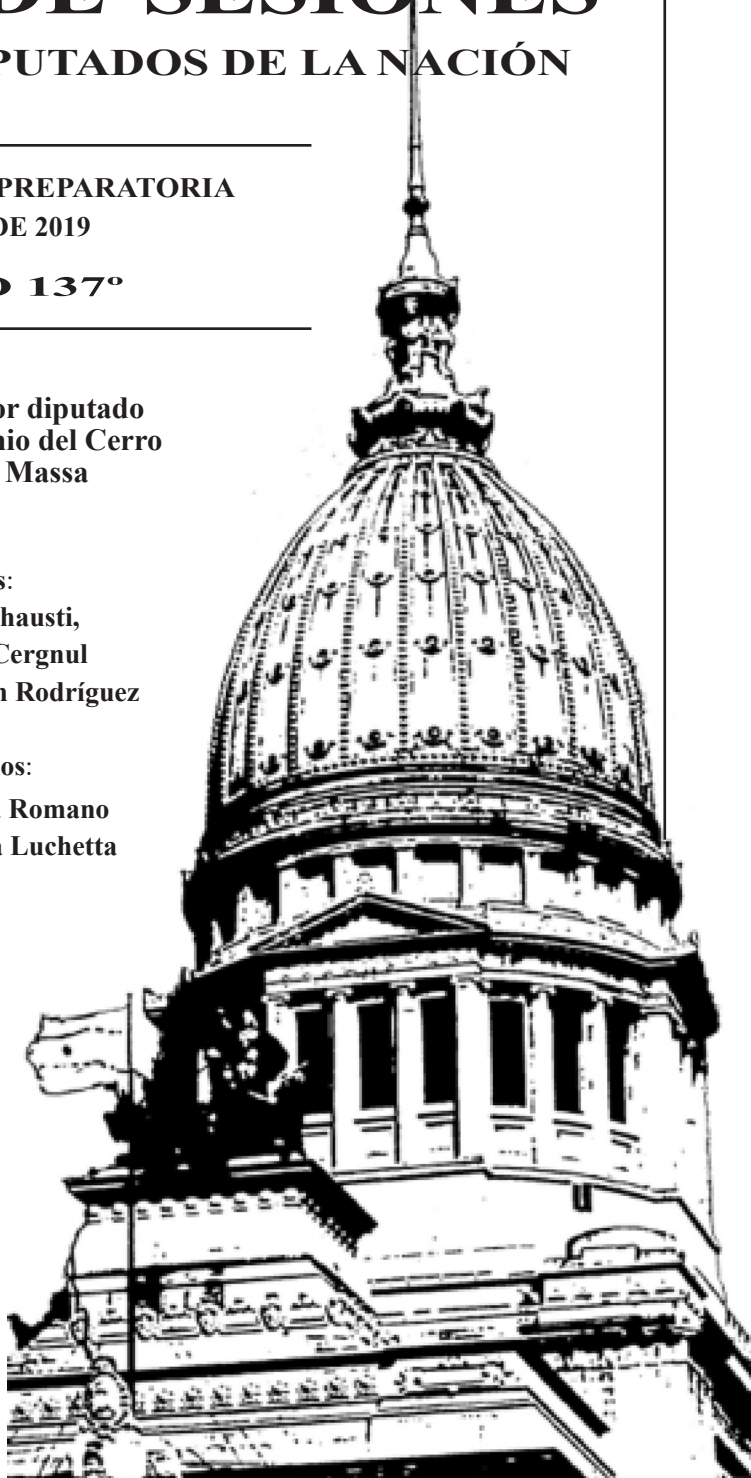 DE SESIONES
PUTADOS DE LA NACIÓN
PREPARATORIA
DE 2019
O 137º
or diputado
nio del Cerro
Massa
s:
hausti,
Cergnul
n Rodríguez
os:
Romano
a Luchetta